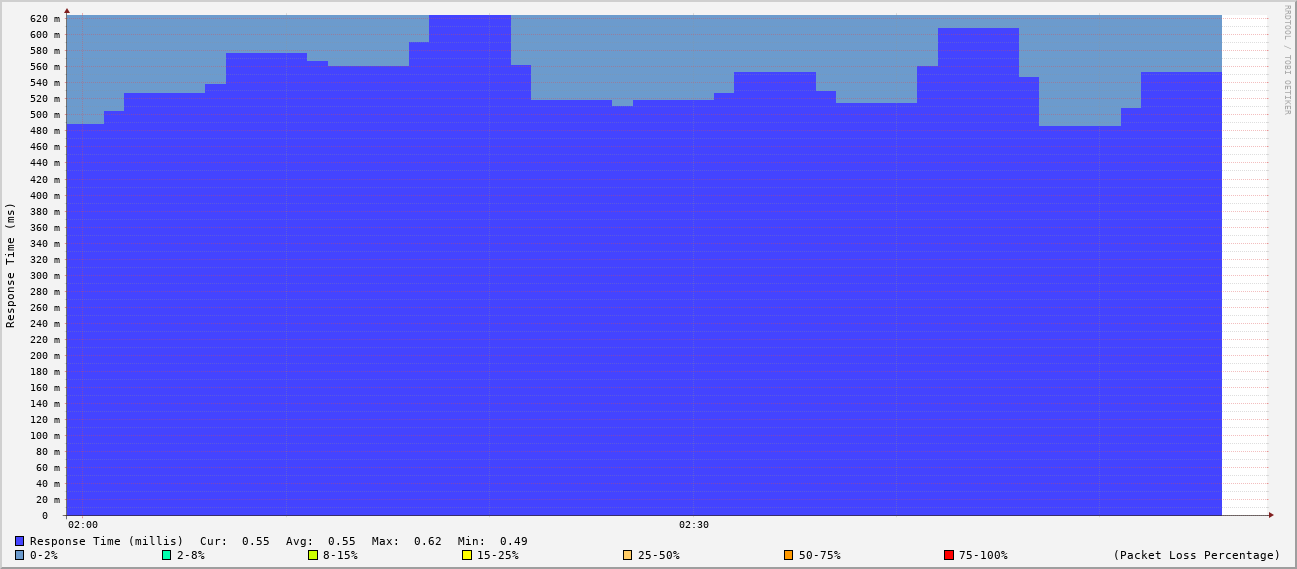 620 m
600 m
580 m
560 m
540 m
520 m
500 m
480 m
460 m
440 m
420 m
400 m
380 m
360 m
340 m
320 m
300 m
280 m
260 m
240 m
220 m
200 m
180 m
160 m
140 m
120 m
100 m
80 m
60 m
40 m
20 m
0
Response Time (ms)
RRDTOOL / TOBI OETIKER
02:00 02:30
Response Time (millis) Cur: 0.55 Avg: 0.55 Max: 0.62 Min: 0.49
0-2% 2-8% 8-15% 15-25% 25-50% 50-75% 75-100% (Packet Loss Percentage)